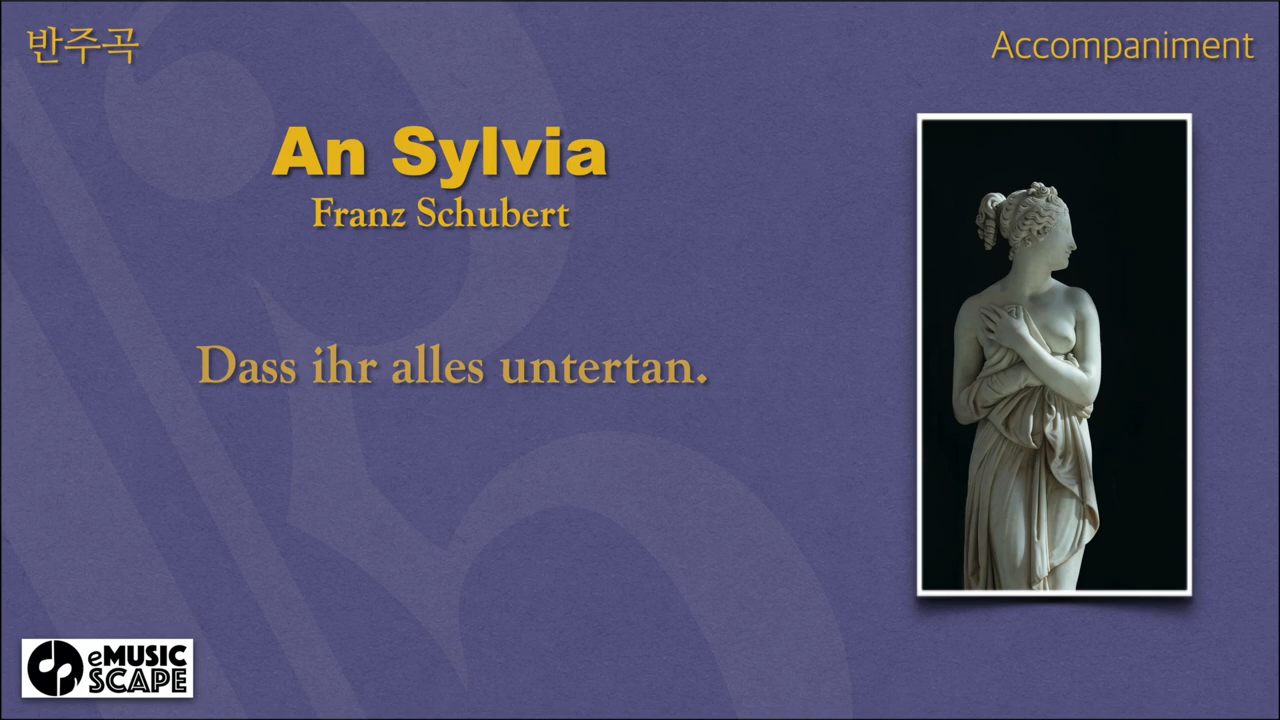 반주곡
Accompaniment
An Sylvia
Franz Schubert
Dass ihr alles untertan.
eMUSIC
SCAPE